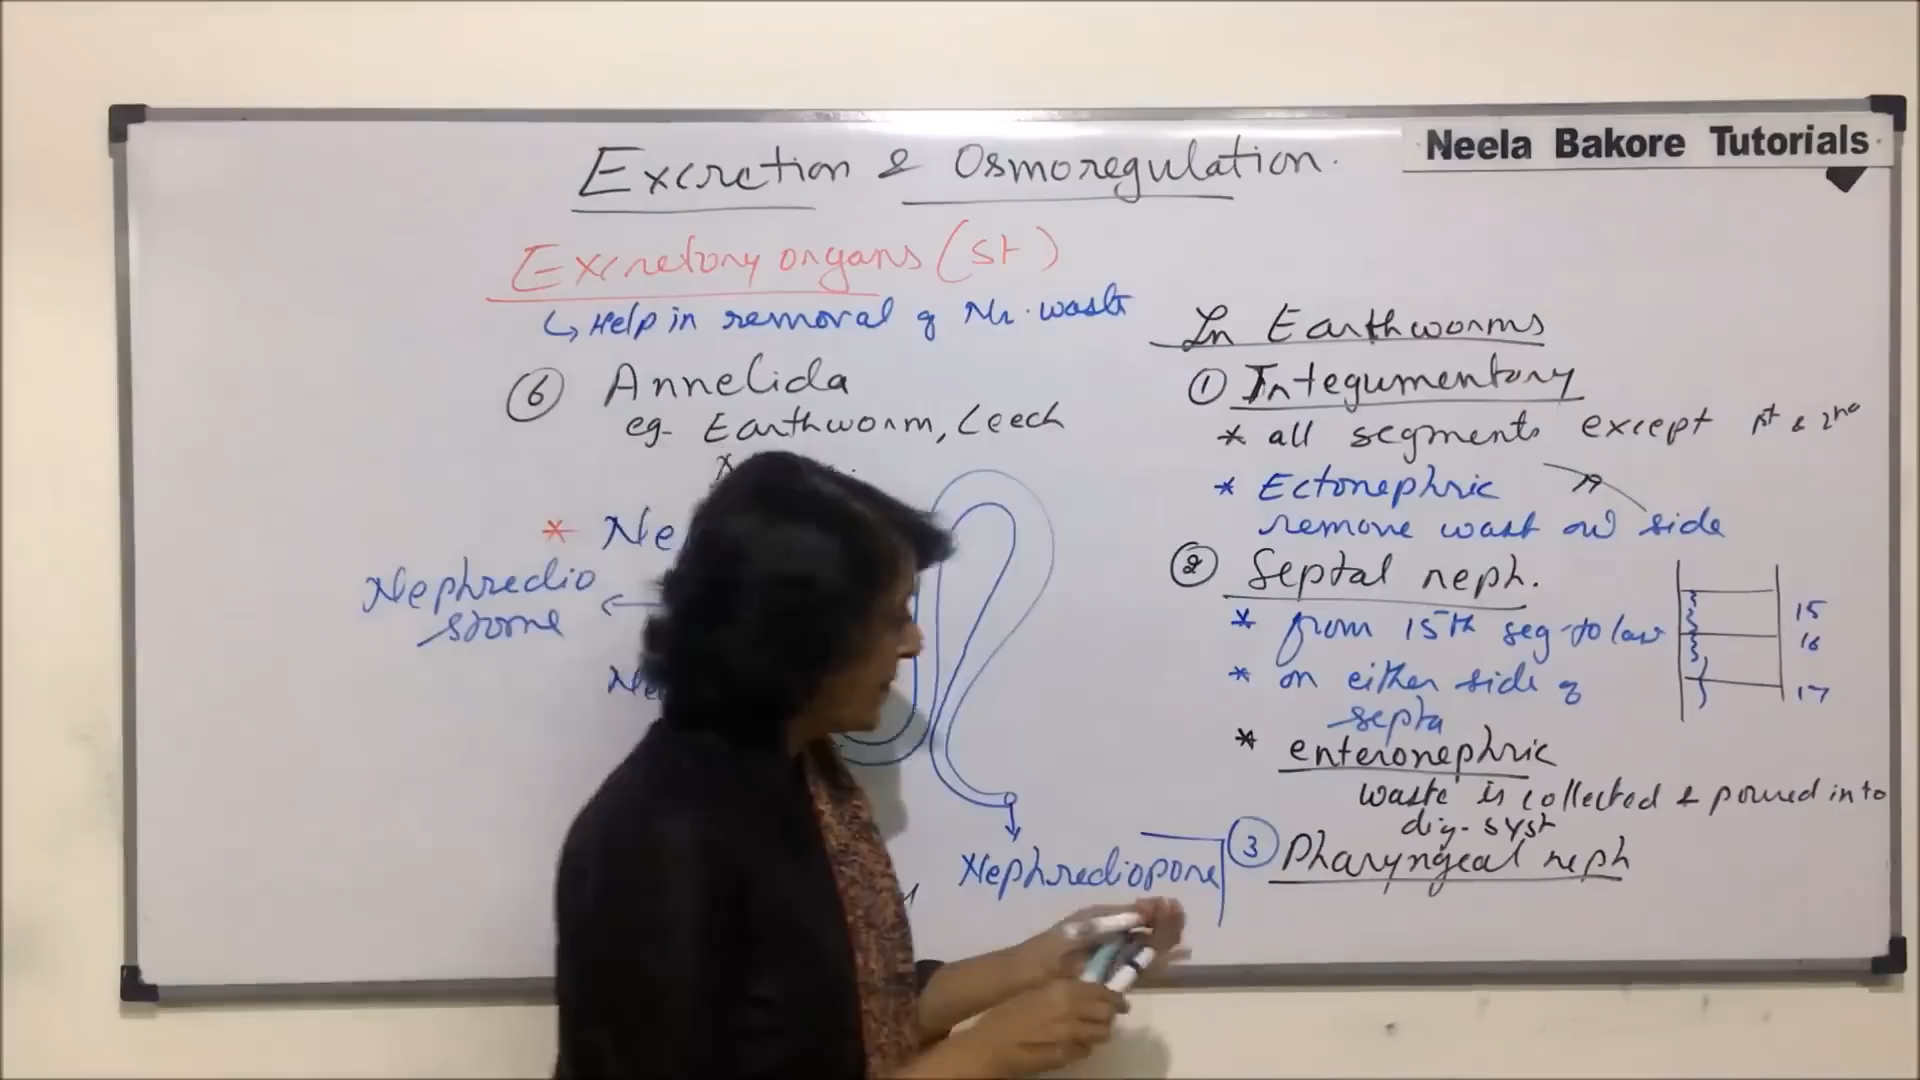 Neela Bakore Tutorials
Excretion & Osmoregulation.
Excretory organs (st)
↳ Help in removal of Nr. waste
⑥ Annelida
eg. Earthworm, Leech
* Ne
Nephredio
stome
Ne
Nephrediopore
In Earthworms
① Integumentary
* all segments except 1st & 2nd
* Ectonephric
remove wast out side
② Septal neph.
* from 15th seg to last
* on either side of
septa
15
16
17
* enteronephric
waste is collected & poured into
dig. syst
③ Pharyngeal neph